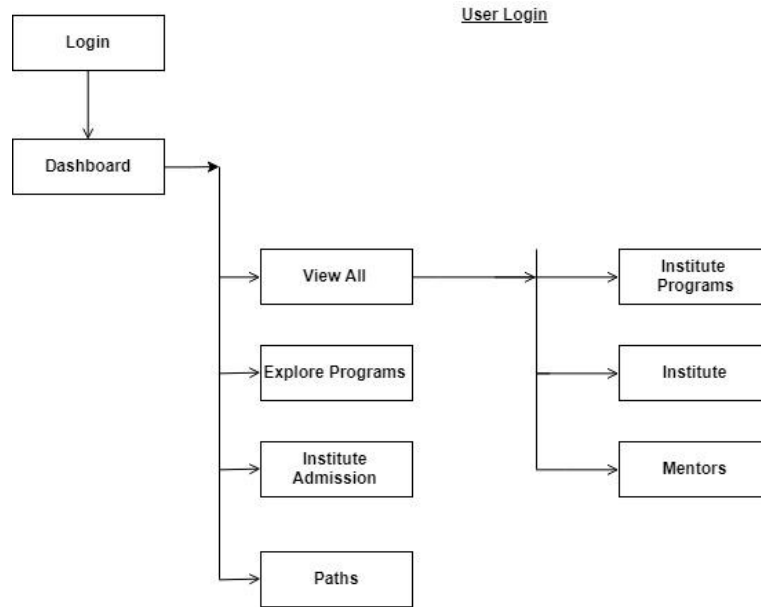 User Login
Login
Dashboard
View All
Institute
Programs
Explore Programs
Institute
Institute
Admission
Mentors
Paths